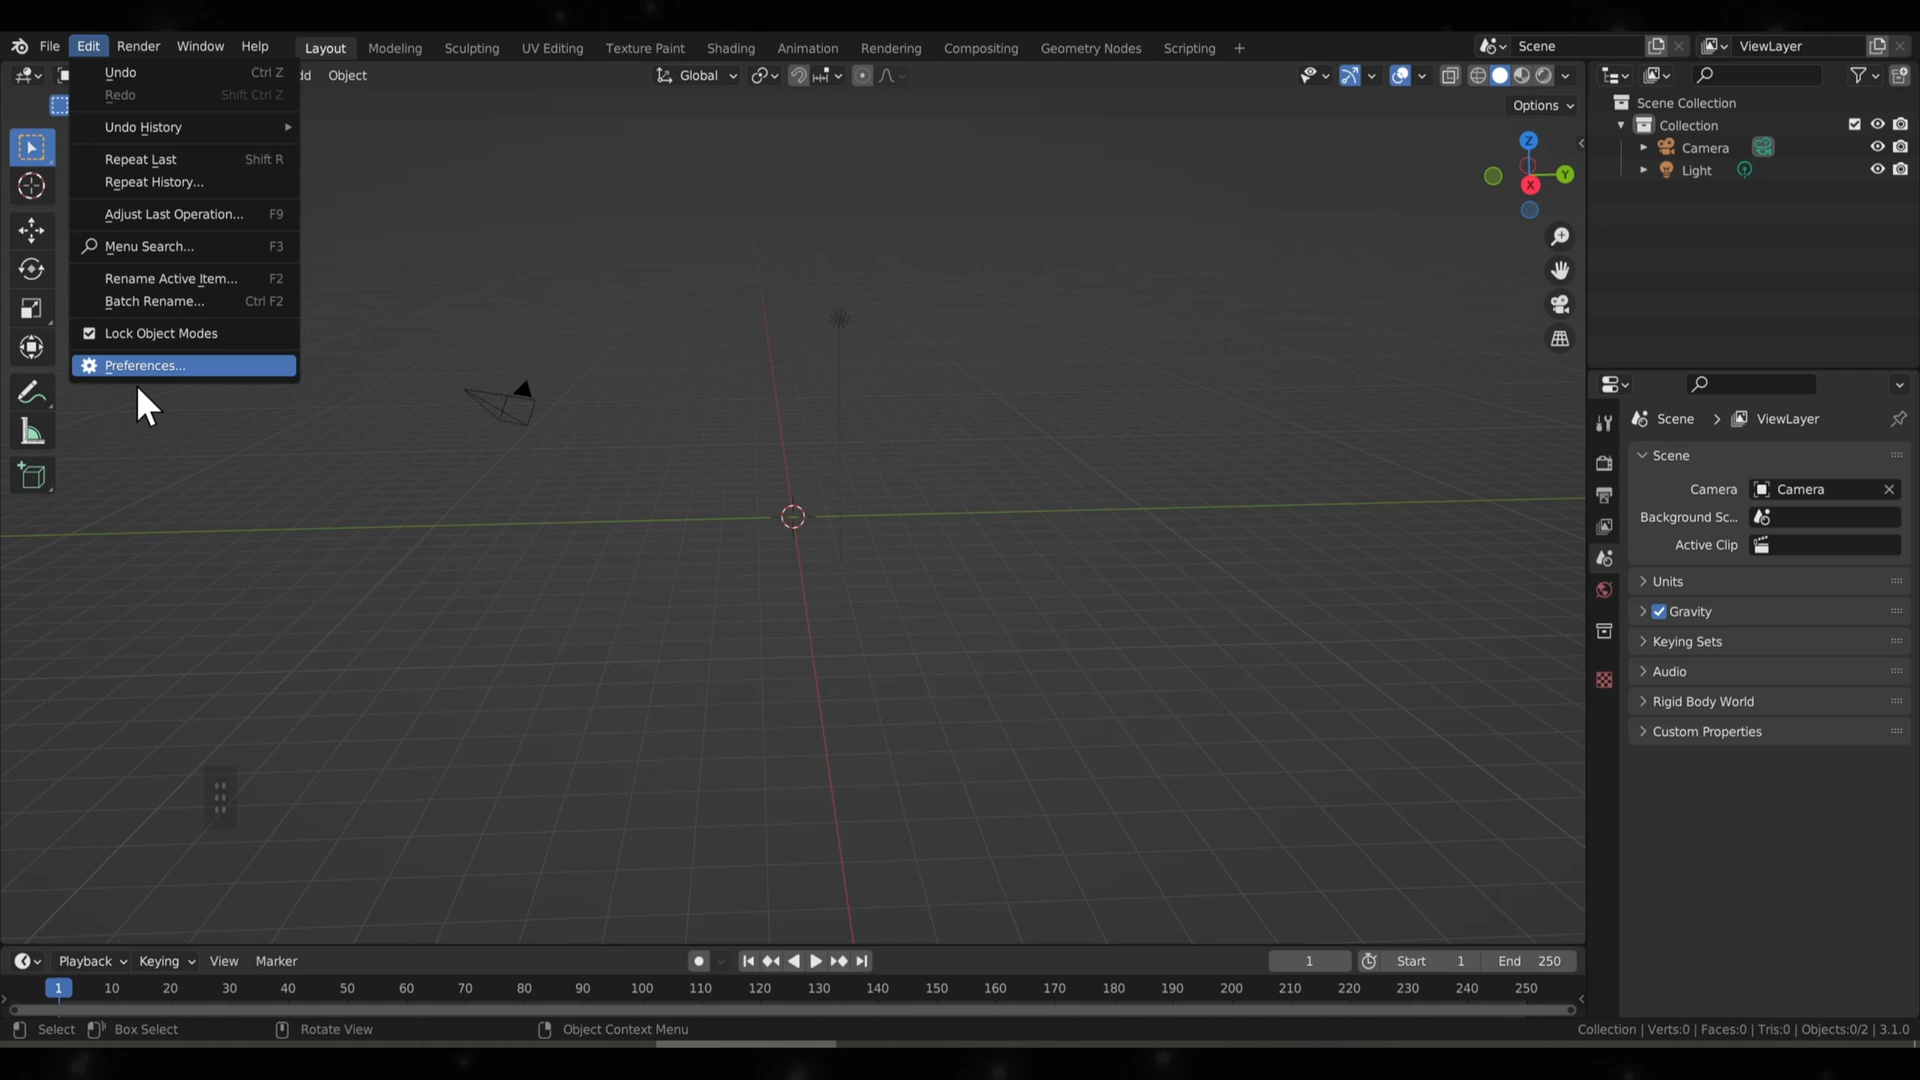 File Edit Render Window Help Layout Modeling Sculpting UV Editing Texture Paint Shading Animation Rendering Compositing Geometry Nodes Scripting + Scene ViewLayer
dd Object Global
Options
Undo Ctrl Z
Redo Shift Ctrl Z
Undo History
Repeat Last Shift R
Repeat History...
Adjust Last Operation... F9
Menu Search... F3
Rename Active Item... F2
Batch Rename... Ctrl F2
Lock Object Modes
Preferences...
Z
Y
X
Scene Collection
Collection
Camera
Light
Scene > ViewLayer
Scene
Camera Camera
Background Sc...
Active Clip
Units
Gravity
Keying Sets
Audio
Rigid Body World
Custom Properties
Playback Keying View Marker 1 Start 1 End 250
1 10 20 30 40 50 60 70 80 90 100 110 120 130 140 150 160 170 180 190 200 210 220 230 240 250
Select Box Select Rotate View Object Context Menu Collection | Verts:0 | Faces:0 | Tris:0 | Objects:0/2 | 3.1.0